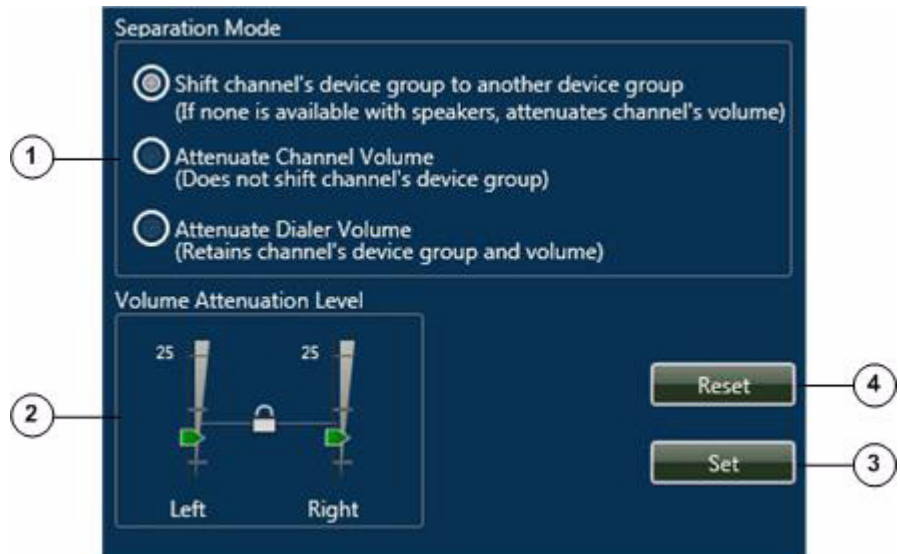 Separation Mode
Shift channel's device group to another device group
(If none is available with speakers, attenuates channel's volume)
1
Attenuate Channel Volume
(Does not shift channel's device group)
Attenuate Dialer Volume
(Retains channel's device group and volume)
Volume Attenuation Level
25 25
2
Left Right
Reset 4
Set 3